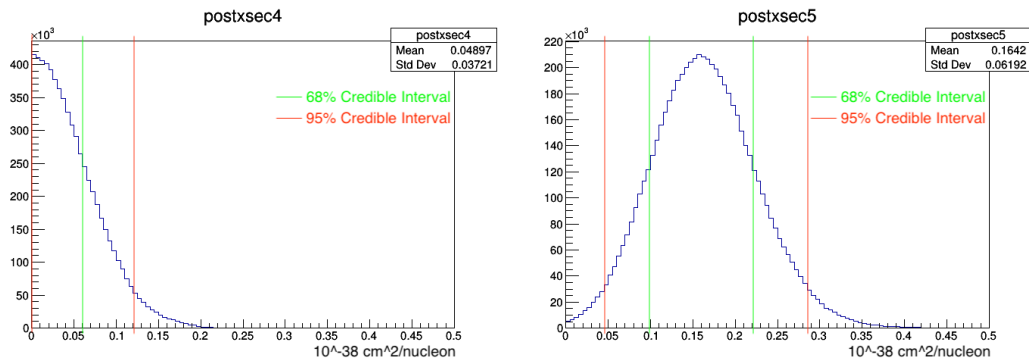 postxsec4
×10³
postxsec4
Mean 0.04897
Std Dev 0.03721
68% Credible Interval
95% Credible Interval
400
350
300
250
200
150
100
50
0
0 0.05 0.1 0.15 0.2 0.25 0.3 0.35 0.4 0.45 0.5
10^-38 cm^2/nucleon
postxsec5
×10³
postxsec5
Mean 0.1642
Std Dev 0.06192
68% Credible Interval
95% Credible Interval
220
200
180
160
140
120
100
80
60
40
20
0
0 0.05 0.1 0.15 0.2 0.25 0.3 0.35 0.4 0.45 0.5
10^-38 cm^2/nucleon